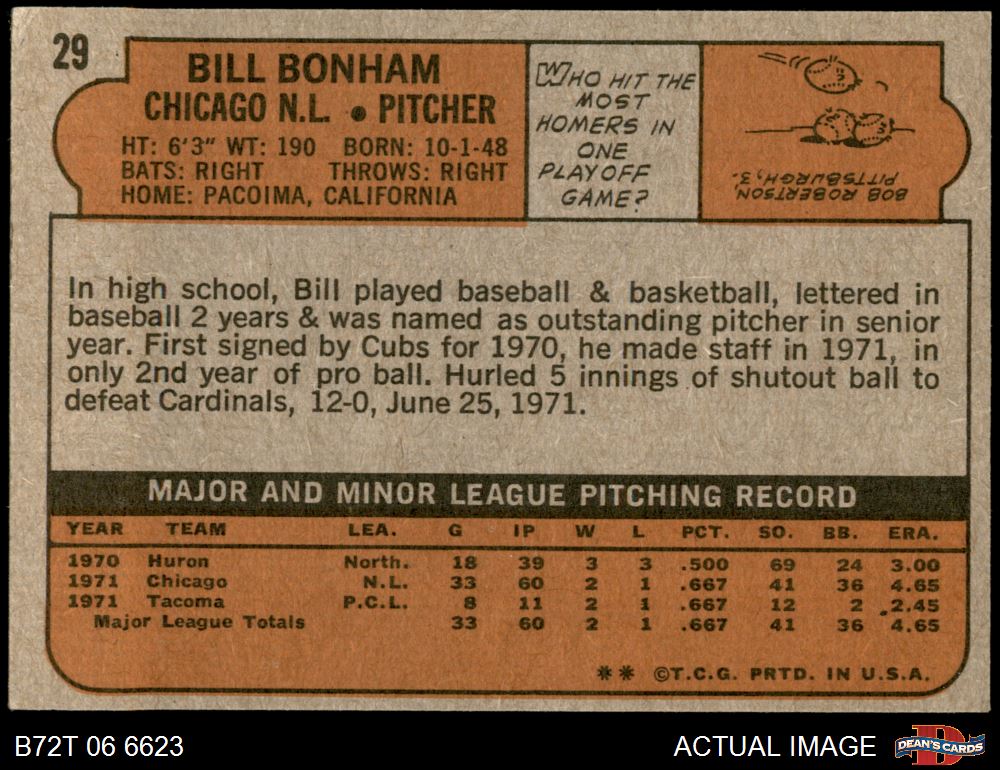 29
BILL BONHAM
CHICAGO N.L. • PITCHER
HT: 6'3" WT: 190 BORN: 10-1-48
BATS: RIGHT THROWS: RIGHT
HOME: PACOIMA, CALIFORNIA
WHO HIT THE
MOST
HOMERS IN
ONE
PLAYOFF
GAME?
BOB ROBERTSON
PITTSBURGH, 3.
In high school, Bill played baseball & basketball, lettered in
baseball 2 years & was named as outstanding pitcher in senior
year. First signed by Cubs for 1970, he made staff in 1971, in
only 2nd year of pro ball. Hurled 5 innings of shutout ball to
defeat Cardinals, 12-0, June 25, 1971.
MAJOR AND MINOR LEAGUE PITCHING RECORD
YEAR TEAM LEA. G IP W L PCT. SO. BB. ERA.
1970 Huron North. 18 39 3 3 .500 69 24 3.00
1971 Chicago N.L. 33 60 2 1 .667 41 36 4.65
1971 Tacoma P.C.L. 8 11 2 1 .667 12 2 2.45
Major League Totals 33 60 2 1 .667 41 36 4.65
** ©T.C.G. PRTD. IN U.S.A.
B72T 06 6623
ACTUAL IMAGE
D
DEAN'S CARDS